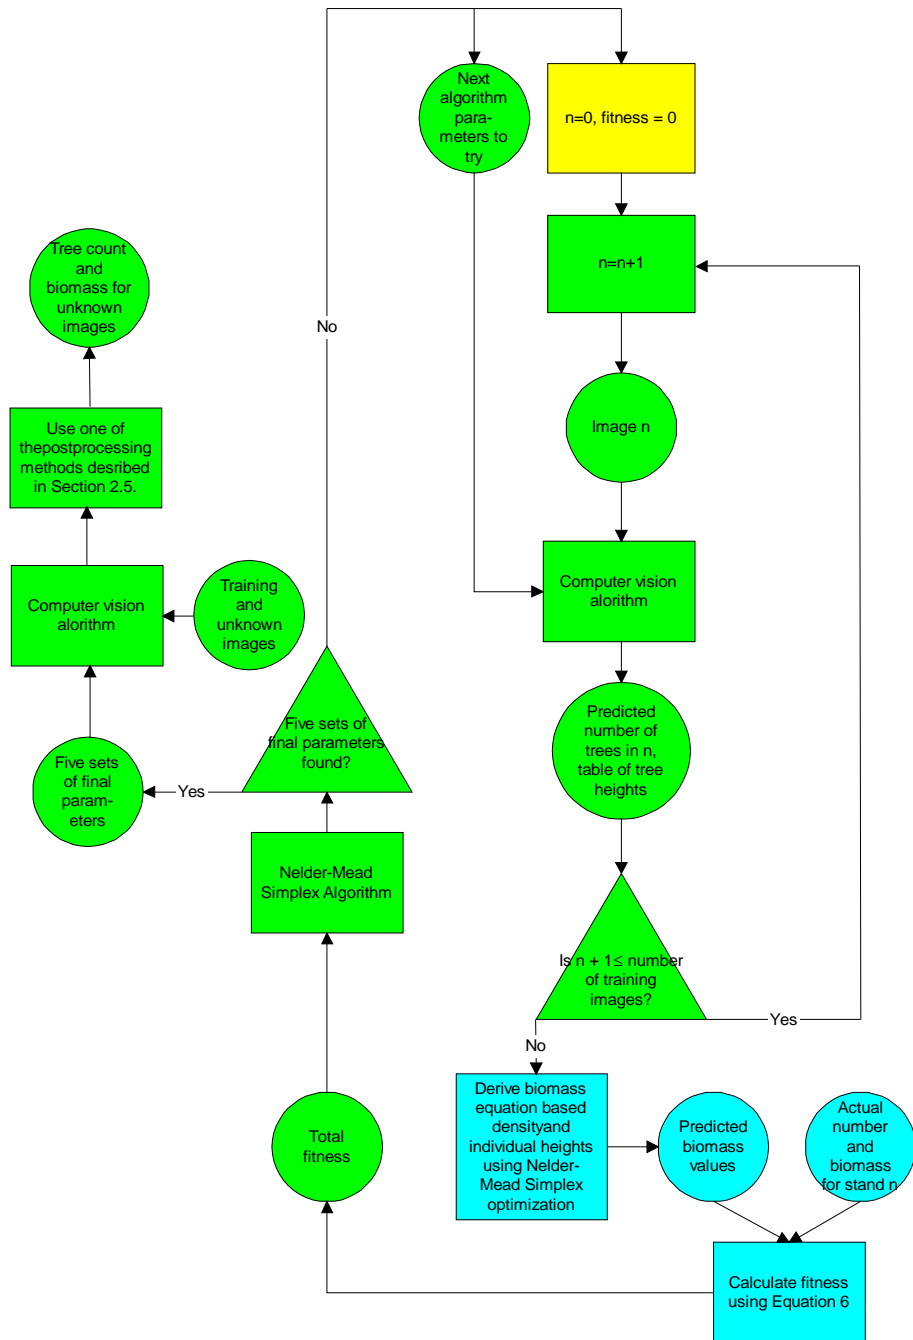 Next
algorithm
para-
meters to
try
n=0, fitness = 0
n=n+1
Tree count
and
biomass for
unknown
images
No
Use one of
thepostprocessing
methods desribed
in Section 2.5.
Image n
Computer vision
alorithm
Training
and
unknown
images
Computer vision
alorithm
Five sets of
final parameters
found?
Predicted
number of
trees in n,
table of tree
heights
Five sets
of final
param-
eters
Yes
Nelder-Mead
Simplex Algorithm
Is n + 1≤ number
of training
images?
Yes
No
Derive biomass
equation based
densityand
individual heights
using Nelder-
Mead Simplex
optimization
Predicted
biomass
values
Actual
number
and
biomass
for stand n
Total
fitness
Calculate fitness
using Equation 6